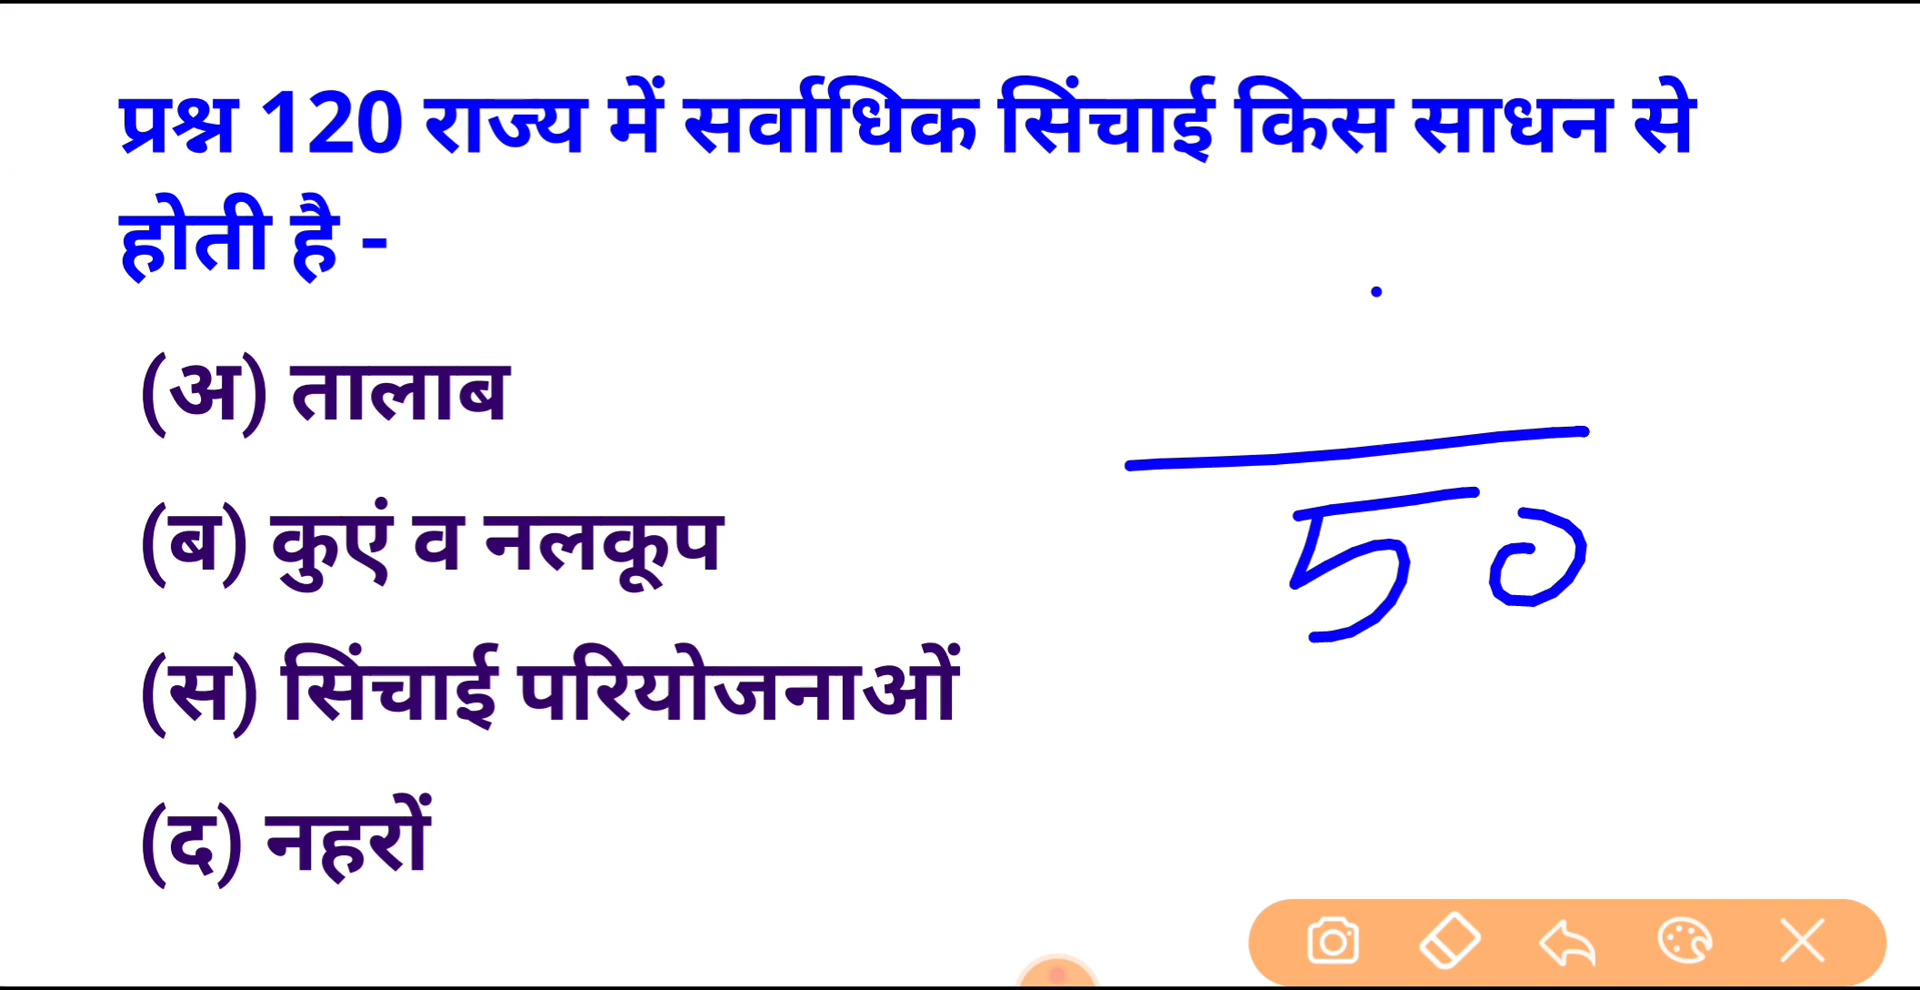 प्रश्न 120 राज्य में सर्वाधिक सिंचाई किस साधन से
होती है -
(अ) तालाब
(ब) कुएं व नलकूप
(स) सिंचाई परियोजनाओं
(द) नहरों
50